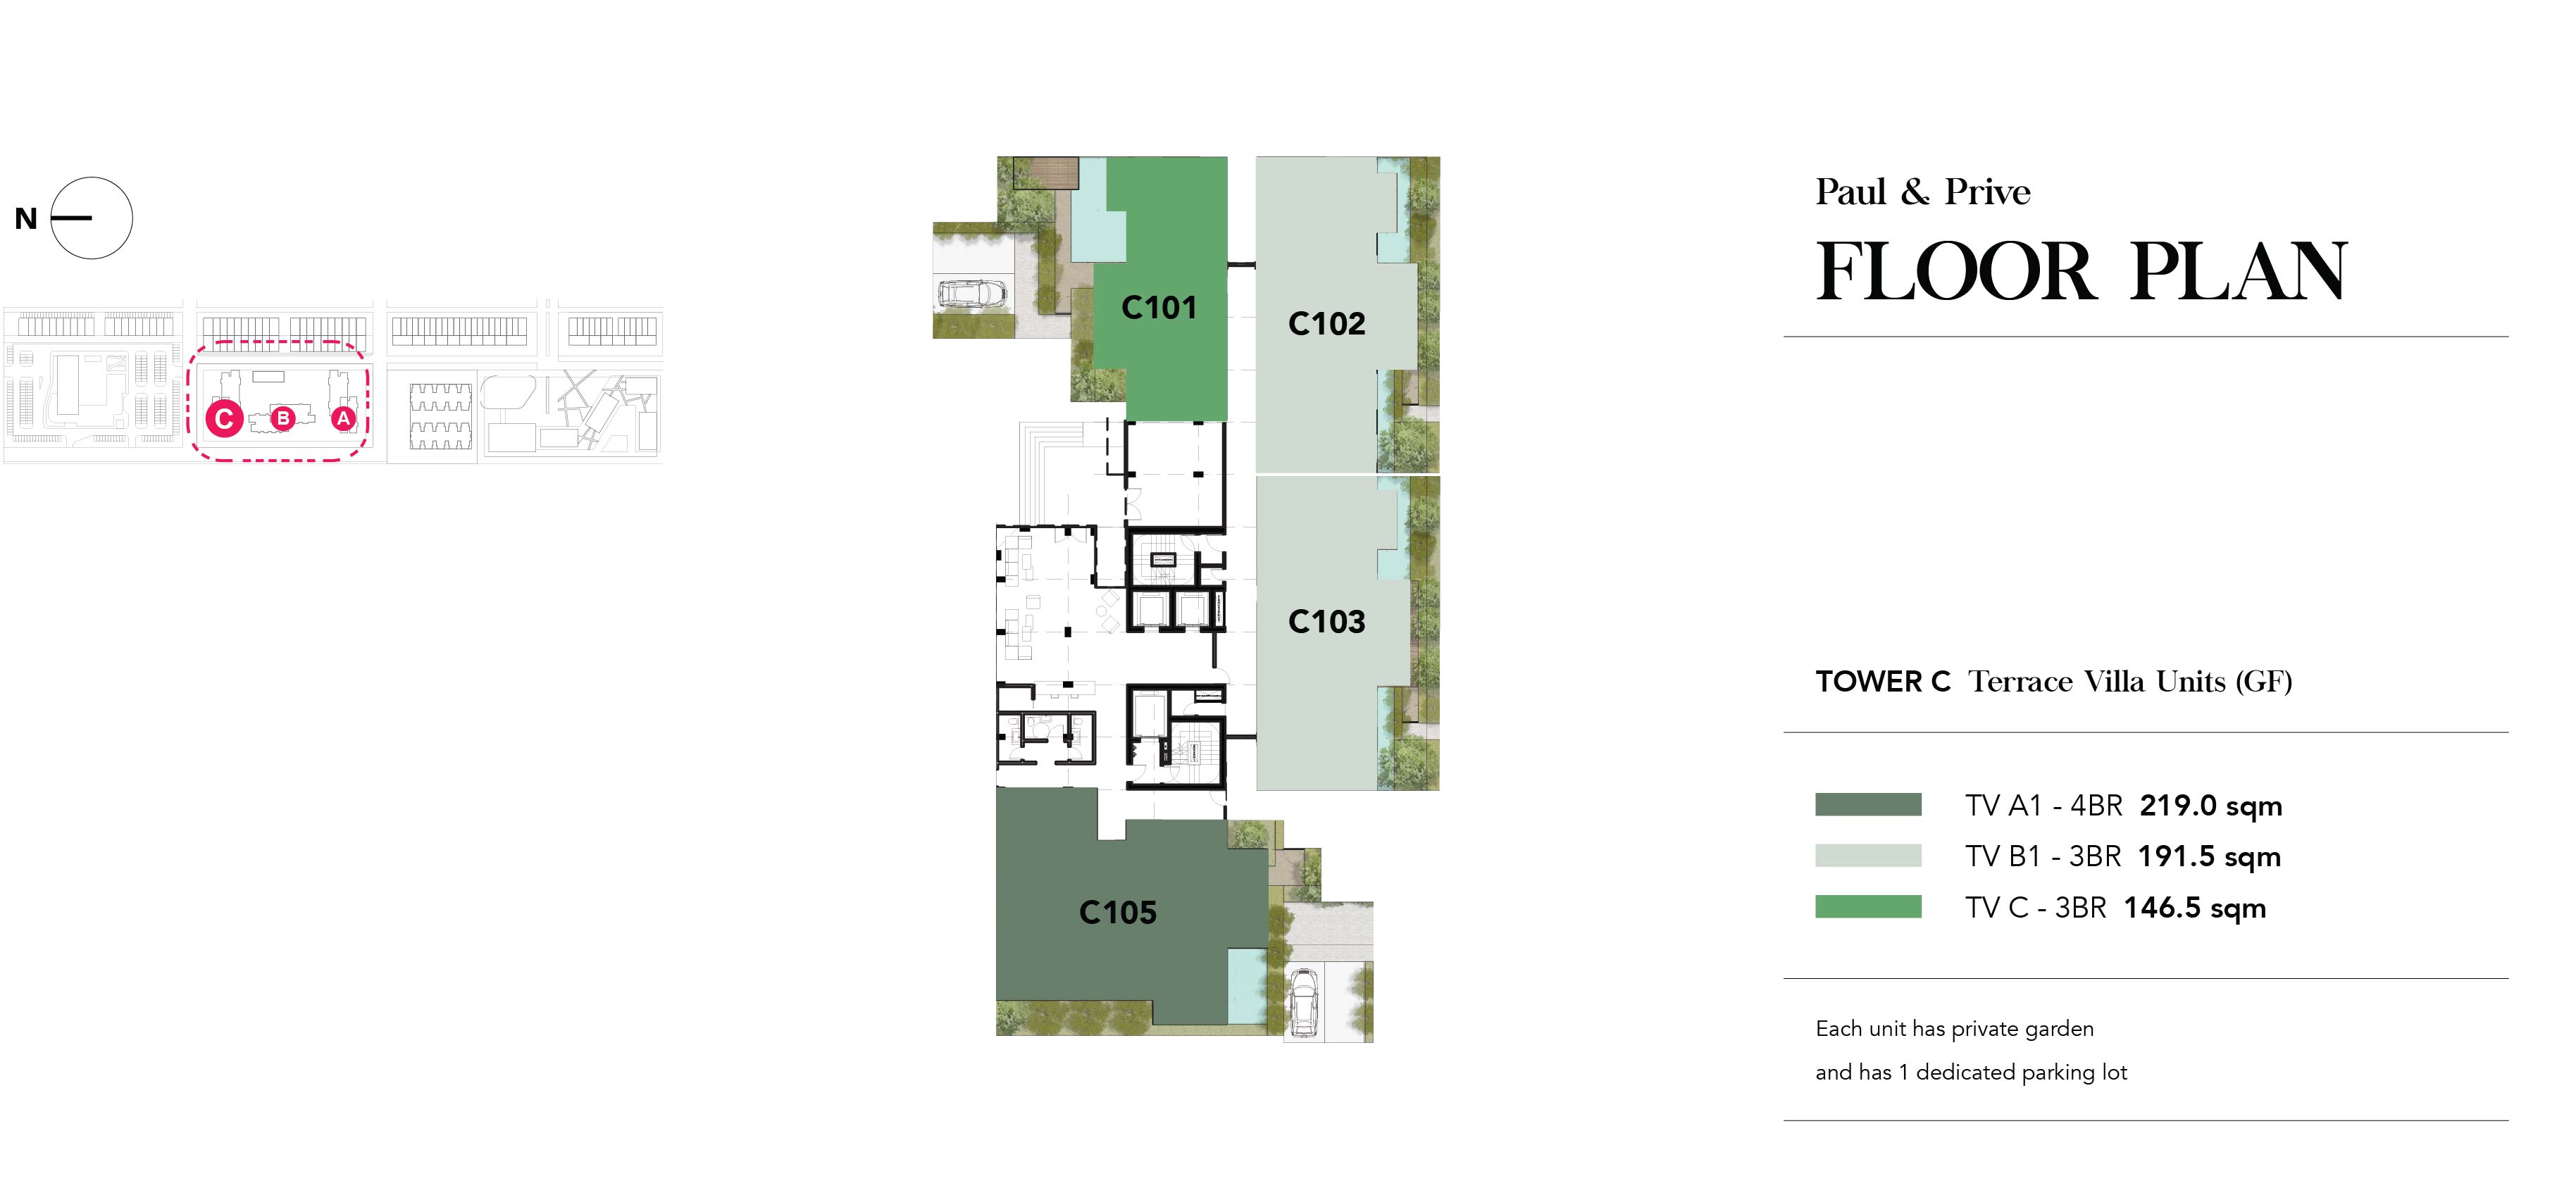 N
C
B
A
C101
C102
C103
C105
Paul & Prive
FLOOR PLAN
TOWER C Terrace Villa Units (GF)
TV A1 - 4BR 219.0 sqm
TV B1 - 3BR 191.5 sqm
TV C - 3BR 146.5 sqm
Each unit has private garden
and has 1 dedicated parking lot